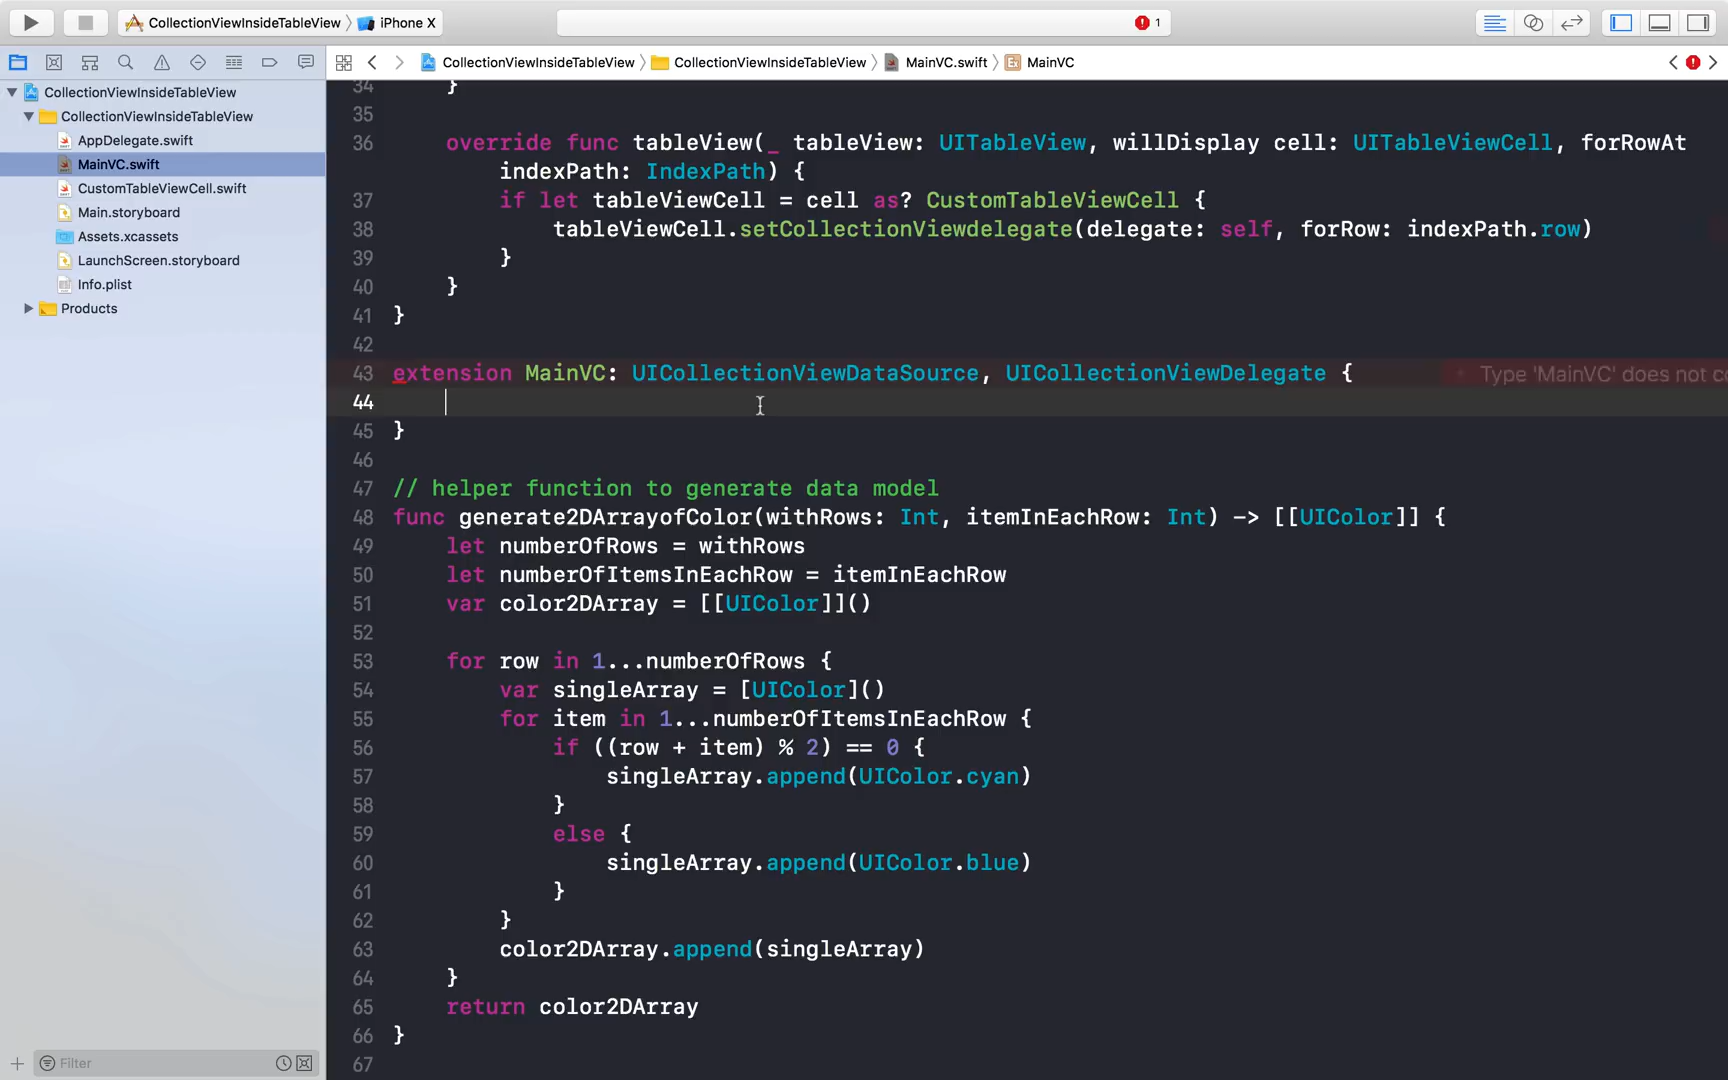 CollectionViewInsideTableView
iPhone X
1
CollectionViewInsideTableView
CollectionViewInsideTableView
MainVC.swift
MainVC
CollectionViewInsideTableView
CollectionViewInsideTableView
AppDelegate.swift
MainVC.swift
CustomTableViewCell.swift
Main.storyboard
Assets.xcassets
LaunchScreen.storyboard
Info.plist
Products
Filter
34 }
35
36 override func tableView(_ tableView: UITableView, willDisplay cell: UITableViewCell, forRowAt
indexPath: IndexPath) {
37 if let tableViewCell = cell as? CustomTableViewCell {
38 tableViewCell.setCollectionViewdelegate(delegate: self, forRow: indexPath.row)
39 }
40 }
41 }
42
43 extension MainVC: UICollectionViewDataSource, UICollectionViewDelegate { Type 'MainVC' does not co
44
45 }
46
47 // helper function to generate data model
48 func generate2DArrayofColor(withRows: Int, itemInEachRow: Int) -> [[UIColor]] {
49 let numberOfRows = withRows
50 let numberOfItemsInEachRow = itemInEachRow
51 var color2DArray = [[UIColor]]()
52
53 for row in 1...numberOfRows {
54 var singleArray = [UIColor]()
55 for item in 1...numberOfItemsInEachRow {
56 if ((row + item) % 2) == 0 {
57 singleArray.append(UIColor.cyan)
58 }
59 else {
60 singleArray.append(UIColor.blue)
61 }
62 }
63 color2DArray.append(singleArray)
64 }
65 return color2DArray
66 }
67